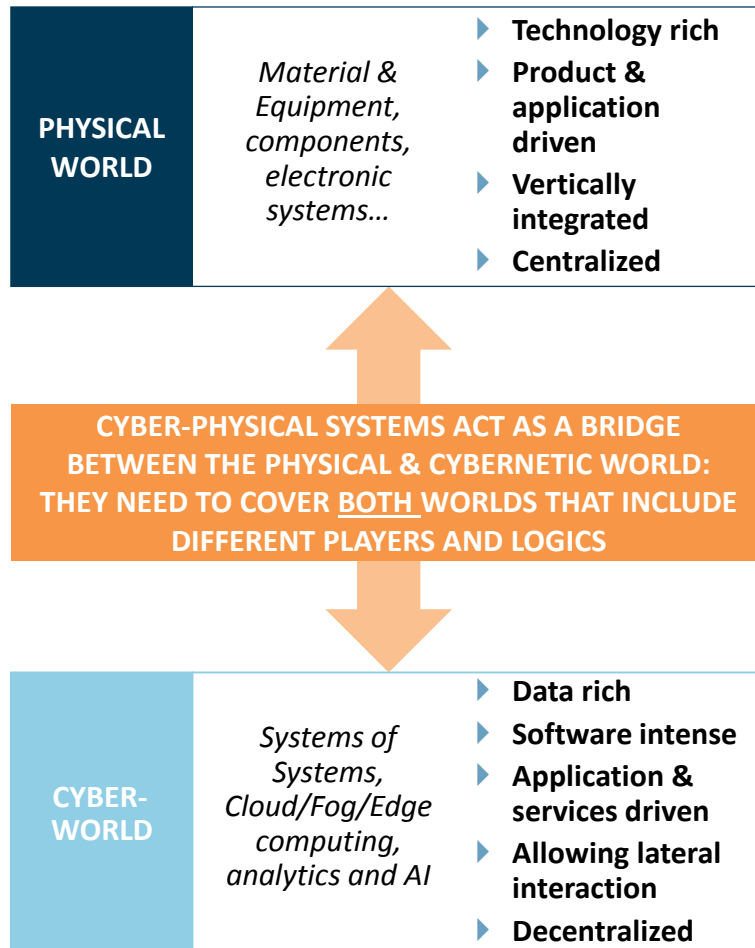 PHYSICAL
WORLD
Material &
Equipment,
components,
electronic
systems…
Technology rich
Product &
application
driven
Vertically
integrated
Centralized
CYBER-PHYSICAL SYSTEMS ACT AS A BRIDGE
BETWEEN THE PHYSICAL & CYBERNETIC WORLD:
THEY NEED TO COVER BOTH WORLDS THAT INCLUDE
DIFFERENT PLAYERS AND LOGICS
CYBER-
WORLD
Systems of
Systems,
Cloud/Fog/Edge
computing,
analytics and AI
Data rich
Software intense
Application &
services driven
Allowing lateral
interaction
Decentralized